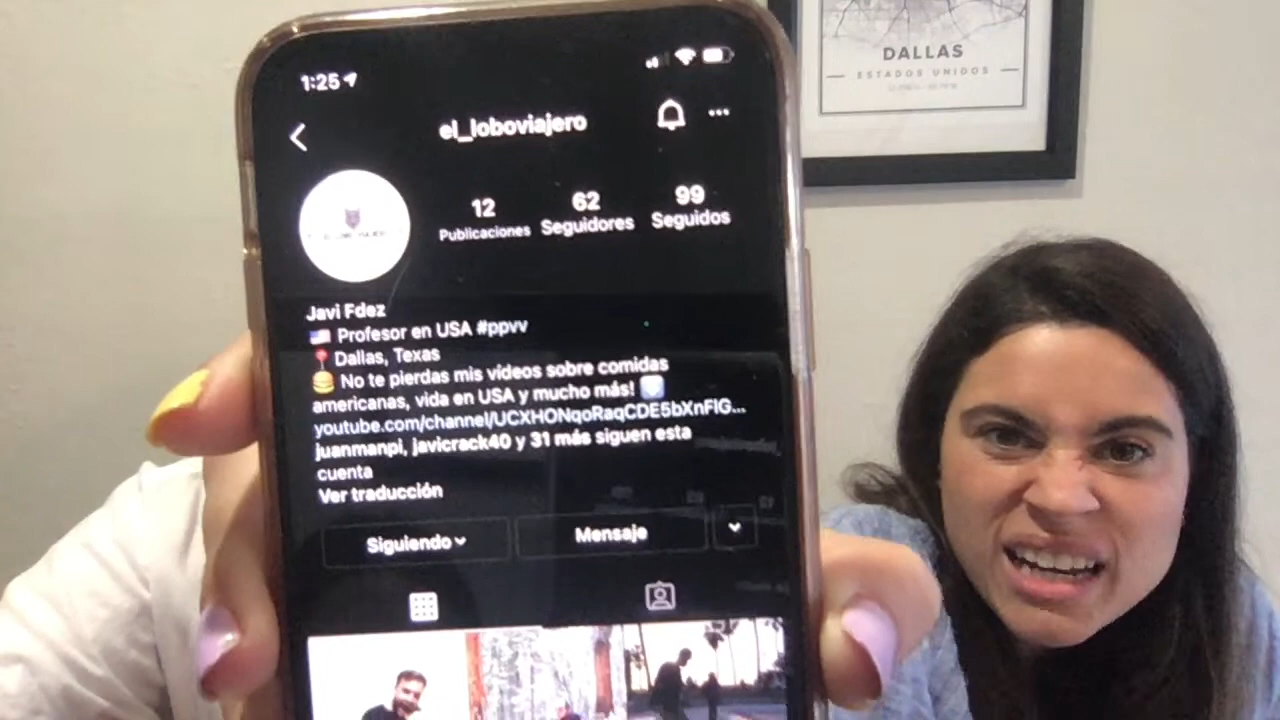 DALLAS
ESTADOS UNIDOS
1:25
el_loboviajero
12 62 99
Publicaciones Seguidores Seguidos
Javi Fdez
🇺🇸 Profesor en USA #ppvv
📍 Dallas, Texas
🍔 No te pierdas mis vídeos sobre comidas
americanas, vida en USA y mucho más! 💙
youtube.com/channel/UCXHONqoRaqCDE5bXnFlG...
juanmanpi, javicrack40 y 31 más siguen esta
cuenta
Ver traducción
Siguiendo Mensaje